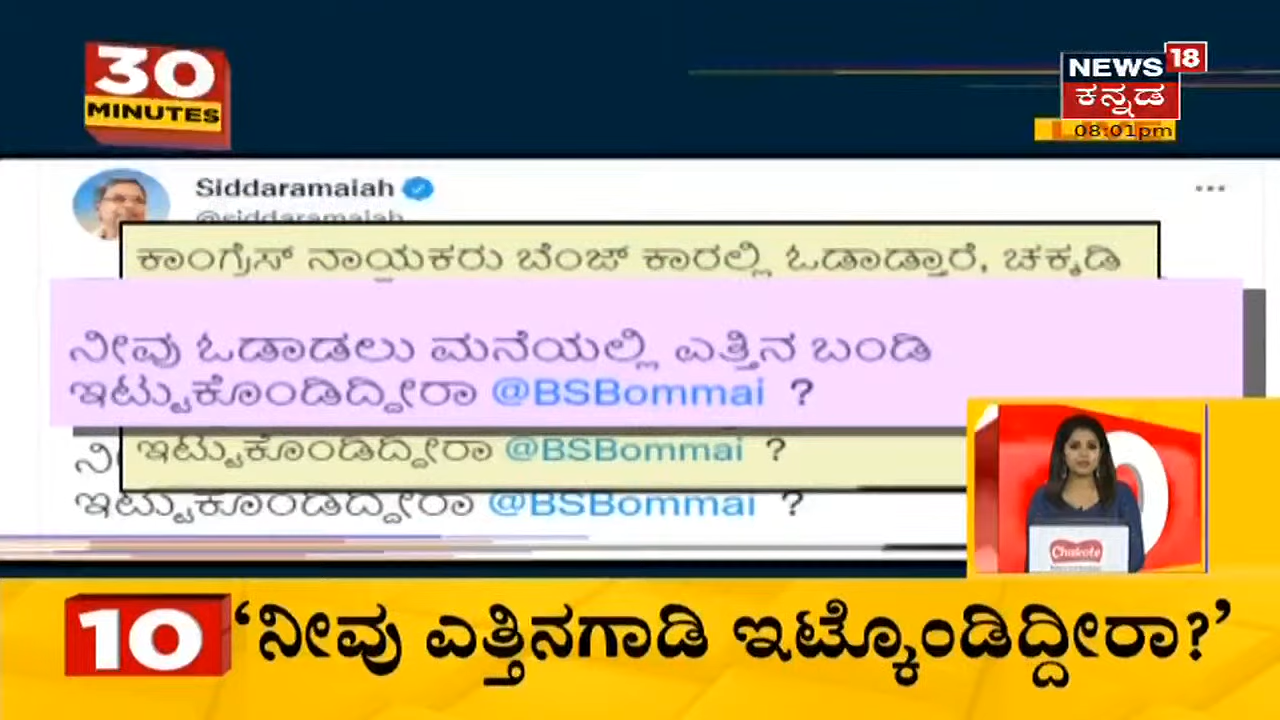 30
MINUTES
NEWS 18
ಕನ್ನಡ
08:01pm
Siddaramaiah
@siddaramaiah
ಕಾಂಗ್ರೆಸ್ ನಾಯಕರು ಬೆಂಜ್ ಕಾರಲ್ಲಿ ಓಡಾಡ್ತಾರೆ, ಚಕ್ಕಡಿ
ನೀವು ಓಡಾಡಲು ಮನೆಯಲ್ಲಿ ಎತ್ತಿನ ಬಂಡಿ
ಇಟ್ಟುಕೊಂಡಿದ್ದೀರಾ @BSBommai ?
ಇಟ್ಟುಕೊಂಡಿದ್ದೀರಾ @BSBommai ?
ಇಟ್ಟುಕೊಂಡಿದ್ದೀರಾ @BSBommai ?
Chakote
10 ‘ನೀವು ಎತ್ತಿನಗಾಡಿ ಇಟ್ಕೊಂಡಿದ್ದೀರಾ?’